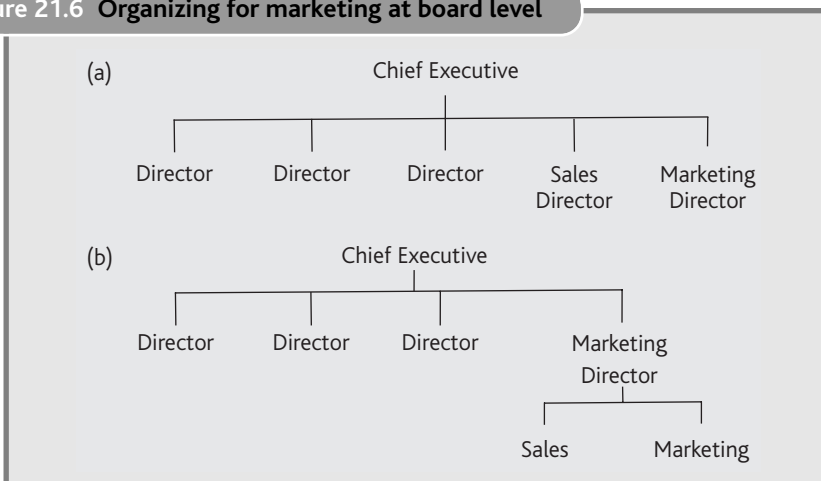 21.6 Organizing for marketing at board level
(a)
Chief Executive
Director Director Director Sales Director Marketing Director
(b)
Chief Executive
Director Director Director Marketing Director
Sales Marketing